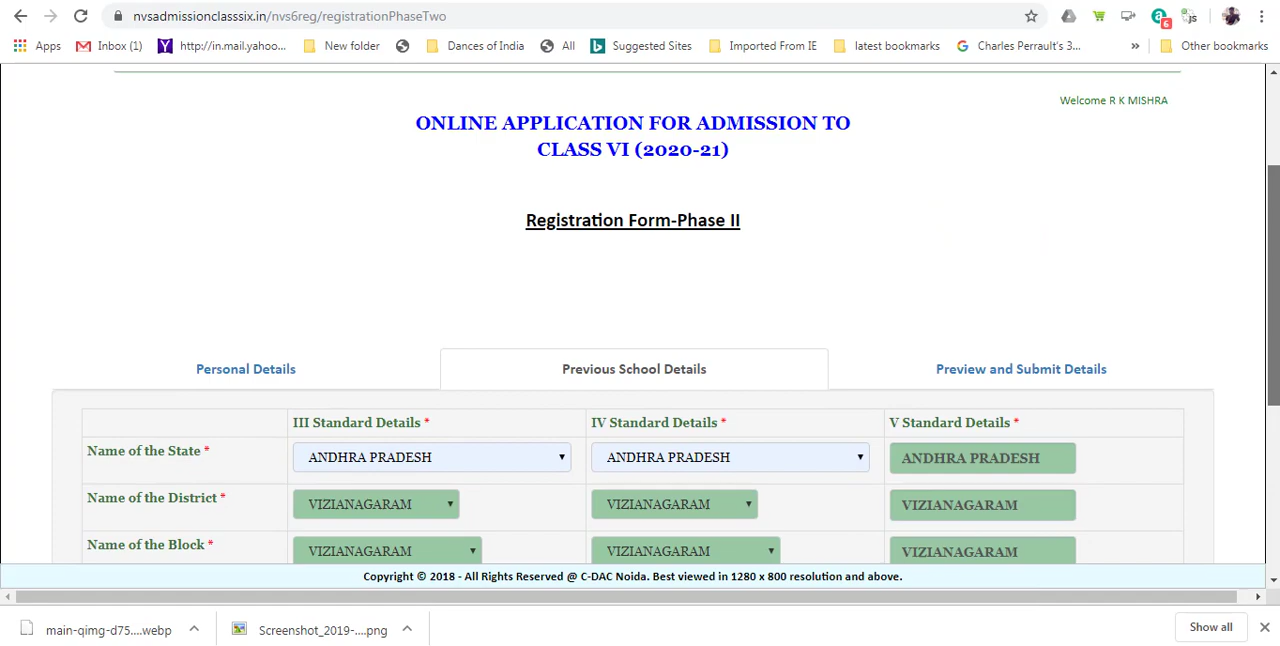 nvsadmissionclasssix.in/nvs6reg/registrationPhaseTwo
6
js
Apps
Inbox (1)
http://in.mail.yahoo...
New folder
Dances of India
All
Suggested Sites
Imported From IE
latest bookmarks
Charles Perrault's 3...
»
Other bookmarks
Welcome R K MISHRA
ONLINE APPLICATION FOR ADMISSION TO
CLASS VI (2020-21)
Registration Form-Phase II
Personal Details
Previous School Details
Preview and Submit Details
III Standard Details *
IV Standard Details *
V Standard Details *
Name of the State *
ANDHRA PRADESH
ANDHRA PRADESH
ANDHRA PRADESH
Name of the District *
VIZIANAGARAM
VIZIANAGARAM
VIZIANAGARAM
Name of the Block *
VIZIANAGARAM
VIZIANAGARAM
VIZIANAGARAM
Copyright © 2018 - All Rights Reserved @ C-DAC Noida. Best viewed in 1280 x 800 resolution and above.
main-qimg-d75....webp
Screenshot_2019-....png
Show all